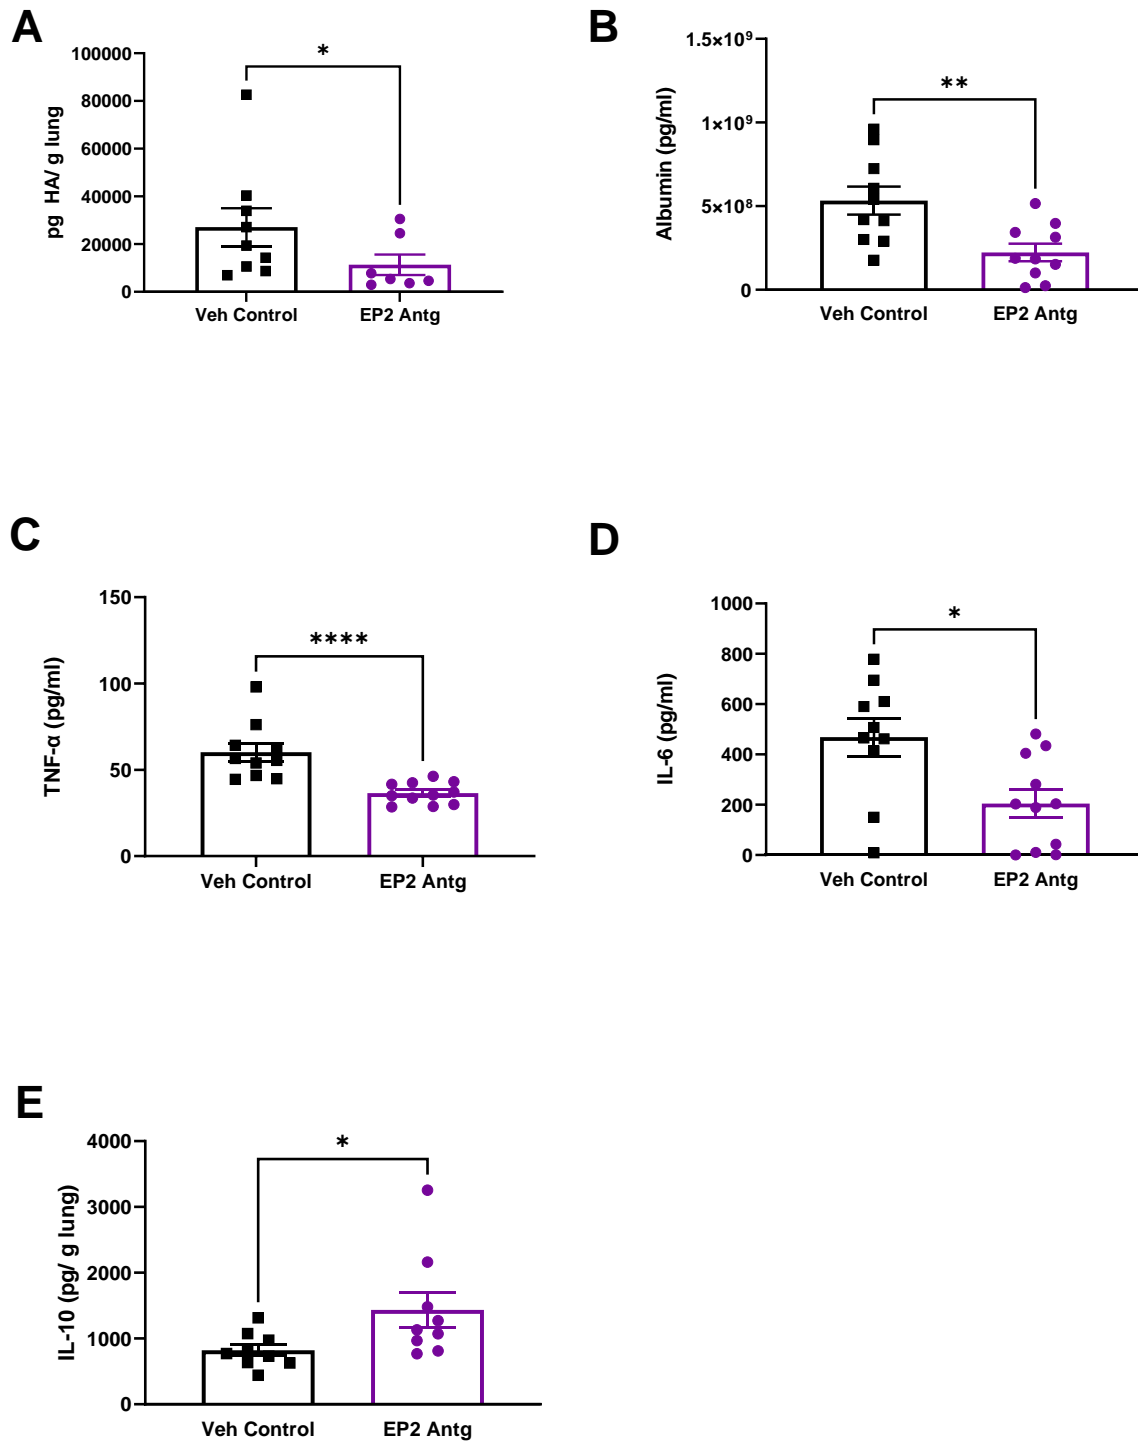 A
pg HA/ g lung
100000
80000
60000
40000
20000
0
*
Veh Control
EP2 Antg
B
Albumin (pg/ml)
1.5×10⁹
1×10⁹
5×10⁸
0
**
Veh Control
EP2 Antg
C
TNF-α (pg/ml)
150
100
50
0
****
Veh Control
EP2 Antg
D
IL-6 (pg/ml)
1000
800
600
400
200
0
*
Veh Control
EP2 Antg
E
IL-10 (pg/ g lung)
4000
3000
2000
1000
0
*
Veh Control
EP2 Antg